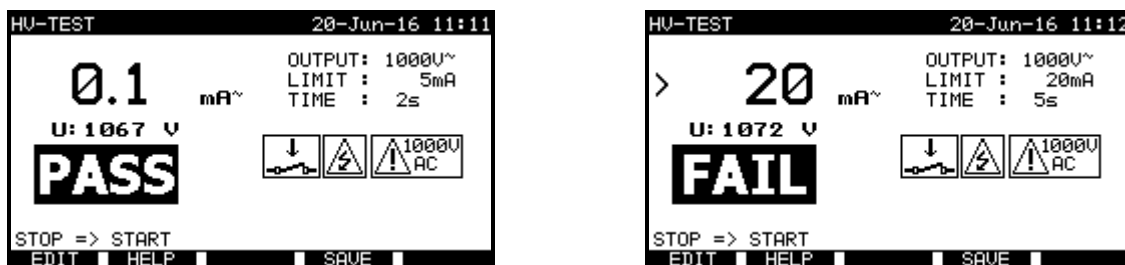 HV-TEST 20-Jun-16 11:11
0.1 mA~
OUTPUT: 1000V~
LIMIT : 5mA
TIME : 2s
U: 1067 V
PASS
1000V
AC
STOP => START
EDIT HELP SAVE
HV-TEST 20-Jun-16 11:12
> 20 mA~
OUTPUT: 1000V~
LIMIT : 20mA
TIME : 5s
U: 1072 V
FAIL
1000V
AC
STOP => START
EDIT HELP SAVE